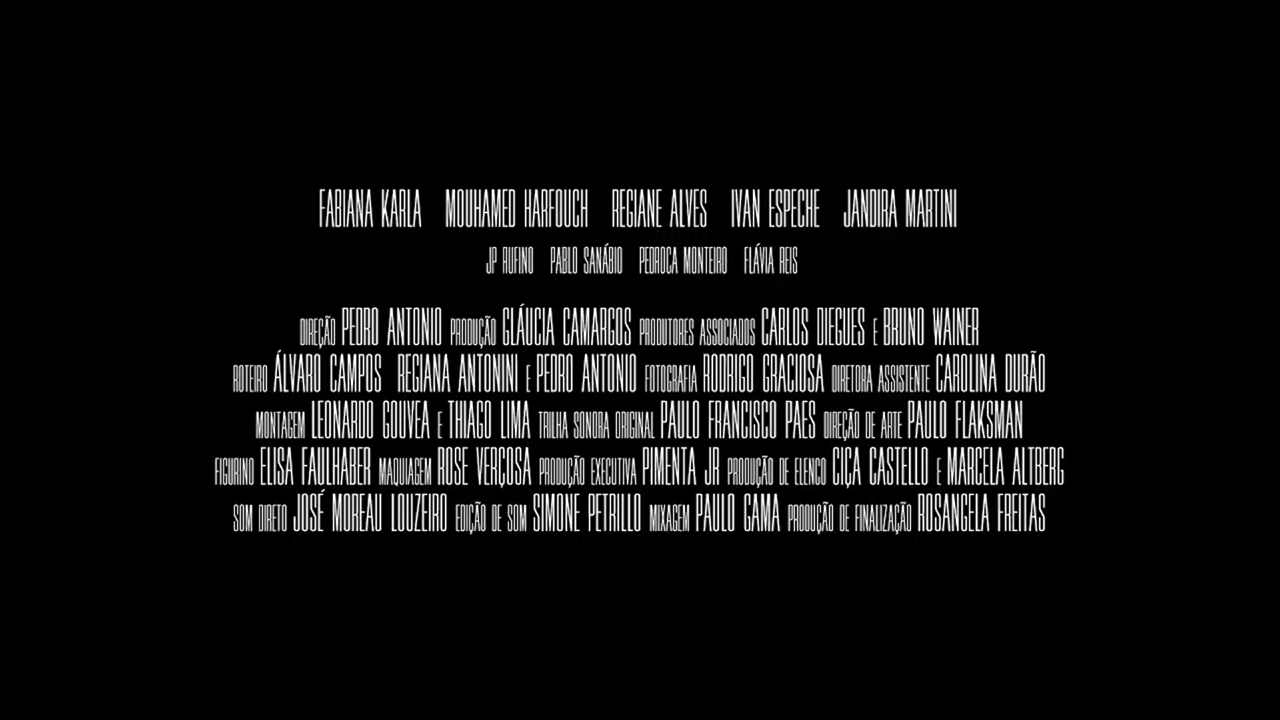 FABIANA KARLA MOUHAMED HARFOUCH REGIANE ALVES IVAN ESPECHE JANDIRA MARTINI
JP RUFINO PABLO SANÁBIO PEDROCA MONTEIRO FLÁVIA REIS
DIREÇÃO PEDRO ANTONIO PRODUÇÃO GLÁUCIA CAMARGOS PRODUTORES ASSOCIADOS CARLOS DIEGUES E BRUNO WAINER
ROTEIRO ÁLVARO CAMPOS REGIANA ANTONINI E PEDRO ANTONIO FOTOGRAFIA RODRIGO GRACIOSA DIRETORA ASSISTENTE CAROLINA DURÃO
MONTAGEM LEONARDO GOUVEA E THIAGO LIMA TRILHA SONORA ORIGINAL PAULO FRANCISCO PAES DIREÇÃO DE ARTE PAULO FLAKSMAN
FIGURINO ELISA FAULHABER MAQUIAGEM ROSE VERÇOSA PRODUÇÃO EXECUTIVA PIMENTA JR PRODUÇÃO DE ELENCO CIÇA CASTELLO E MARCELA ALTBERG
SOM DIRETO JOSÉ MOREAU LOUZEIRO EDIÇÃO DE SOM SIMONE PETRILLO MIXAGEM PAULO GAMA PRODUÇÃO DE FINALIZAÇÃO ROSANGELA FREITAS